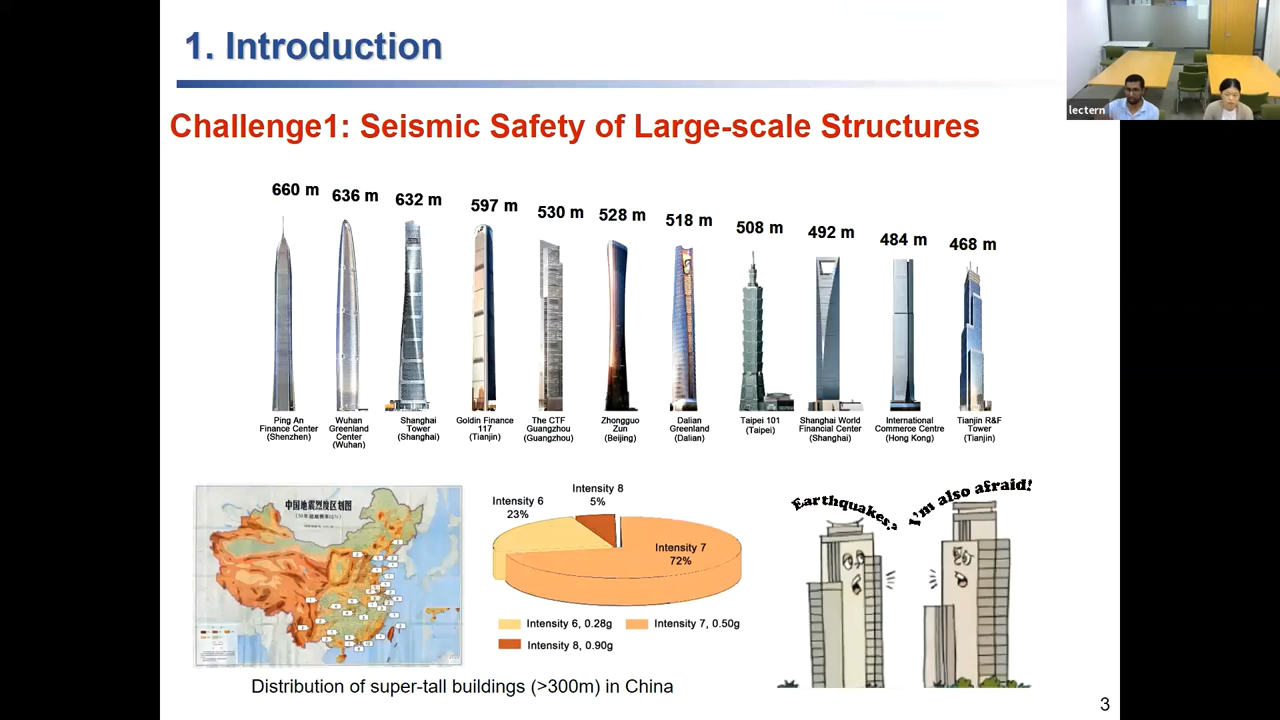 1. Introduction
lectern
Challenge1: Seismic Safety of Large-scale Structures
660 m
636 m
632 m
597 m
530 m
528 m
518 m
508 m
492 m
484 m
468 m
Ping An
Finance Center
(Shenzhen)
Wuhan
Greenland
Center
(Wuhan)
Shanghai
Tower
(Shanghai)
Goldin Finance
117
(Tianjin)
The CTF
Guangzhou
(Guangzhou)
Zhongguo
Zun
(Beijing)
Dalian
Greenland
(Dalian)
Taipei 101
(Taipei)
Shanghai World
Financial Center
(Shanghai)
International
Commerce Centre
(Hong Kong)
Tianjin R&F
Tower
(Tianjin)
中国地震烈度区划图
Intensity 6
23%
Intensity 8
5%
Intensity 7
72%
Intensity 6, 0.28g
Intensity 7, 0.50g
Intensity 8, 0.90g
Earthquakes,
I'm also afraid!
Distribution of super-tall buildings (>300m) in China
3